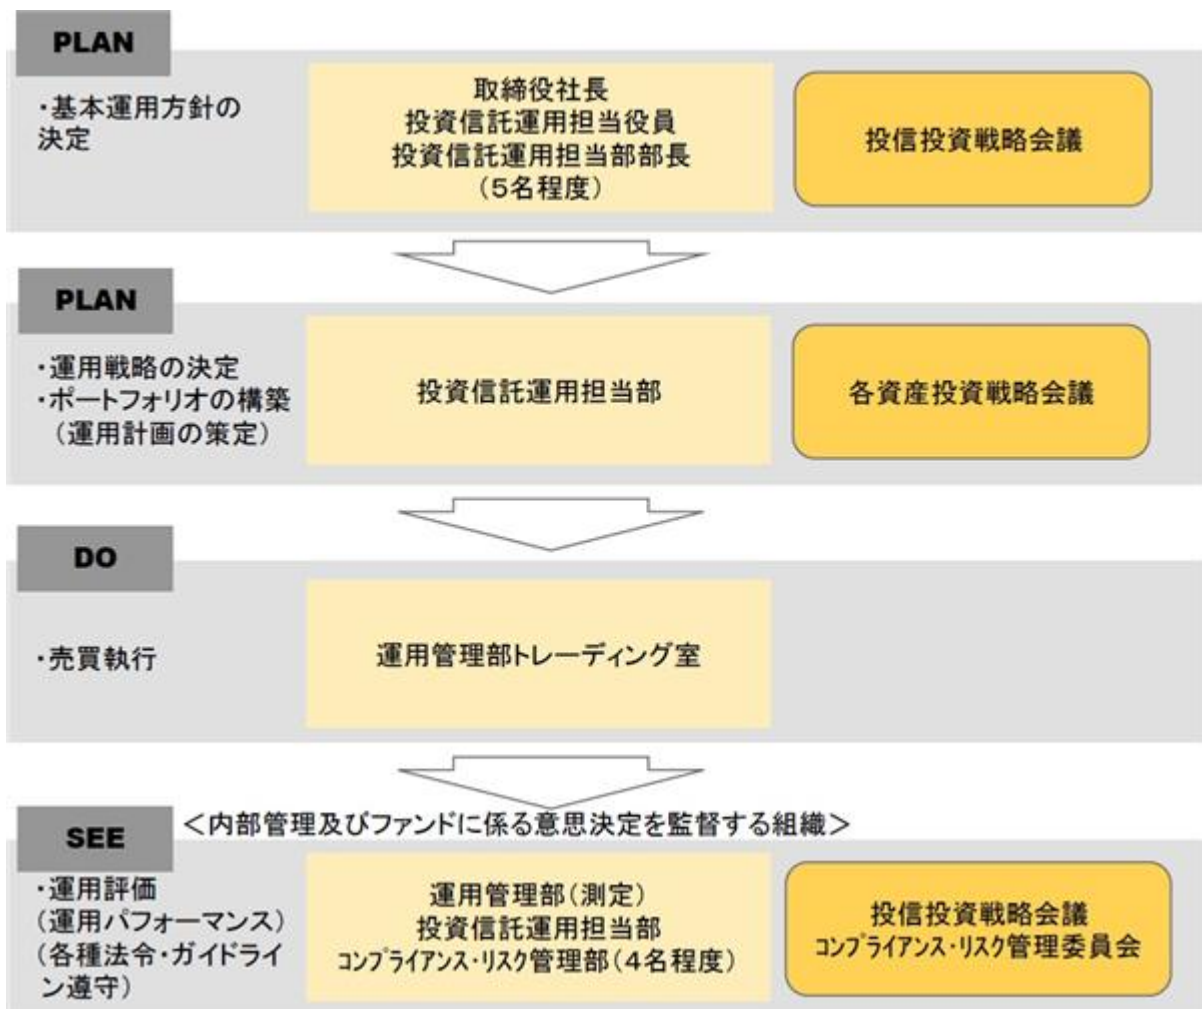 PLAN
・基本運用方針の
決定
取締役社長
投資信託運用担当役員
投資信託運用担当部部長
(5名程度)
投信投資戦略会議
PLAN
・運用戦略の決定
・ポートフォリオの構築
(運用計画の策定)
投資信託運用担当部
各資産投資戦略会議
DO
・売買執行
運用管理部トレーディング室
SEE
<内部管理及びファンドに係る意思決定を監督する組織>
・運用評価
(運用パフォーマンス)
(各種法令・ガイドライ
ン遵守)
運用管理部(測定)
投資信託運用担当部
コンプライアンス・リスク管理部(4名程度)
投信投資戦略会議
コンプライアンス・リスク管理委員会